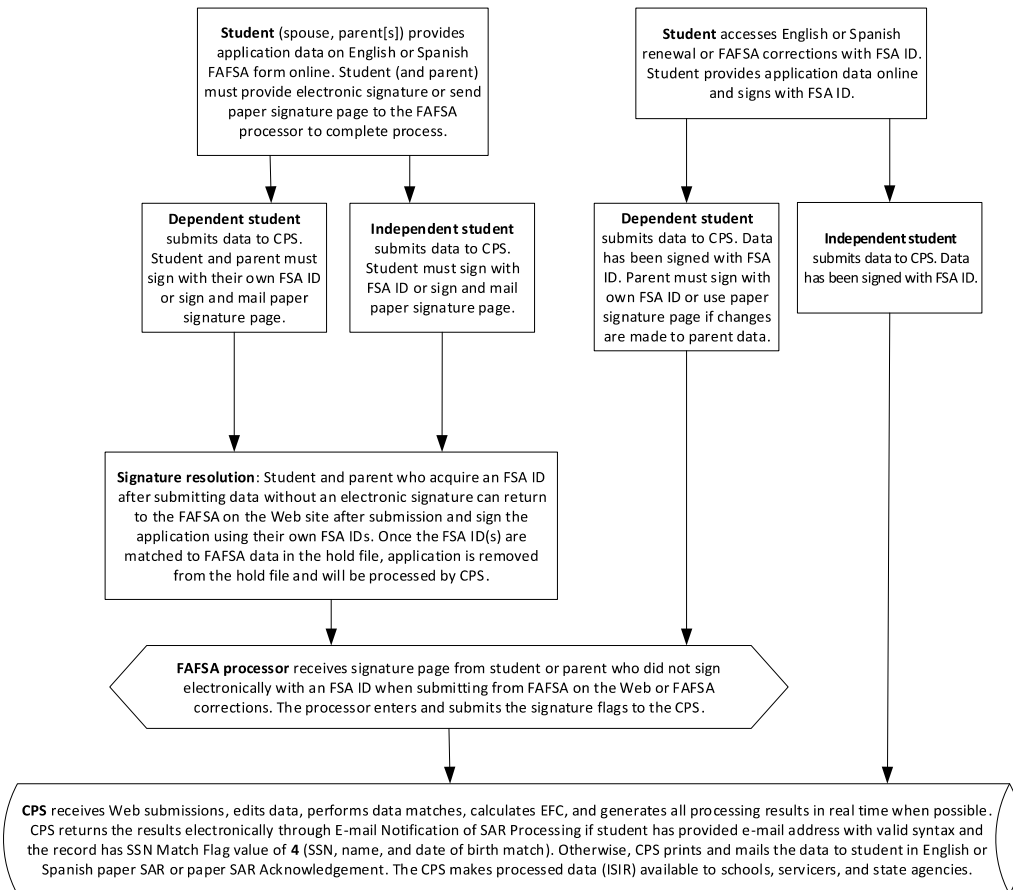 Student (spouse, parent[s]) provides
application data on English or Spanish
FAFSA form online. Student (and parent)
must provide electronic signature or send
paper signature page to the FAFSA
processor to complete process.
Student accesses English or Spanish
renewal or FAFSA corrections with FSA ID.
Student provides application data online
and signs with FSA ID.
Dependent student
submits data to CPS.
Student and parent must
sign with their own FSA ID
or sign and mail paper
signature page.
Independent student
submits data to CPS.
Student must sign with
FSA ID or sign and mail
paper signature page.
Dependent student
submits data to CPS. Data
has been signed with FSA
ID. Parent must sign with
own FSA ID or use paper
signature page if changes
are made to parent data.
Independent student
submits data to CPS. Data
has been signed with FSA ID.
Signature resolution: Student and parent who acquire an FSA ID
after submitting data without an electronic signature can return
to the FAFSA on the Web site after submission and sign the
application using their own FSA IDs. Once the FSA ID(s) are
matched to FAFSA data in the hold file, application is removed
from the hold file and will be processed by CPS.
FAFSA processor receives signature page from student or parent who did not sign
electronically with an FSA ID when submitting from FAFSA on the Web or FAFSA
corrections. The processor enters and submits the signature flags to the CPS.
CPS receives Web submissions, edits data, performs data matches, calculates EFC, and generates all processing results in real time when possible.
CPS returns the results electronically through E-mail Notification of SAR Processing if student has provided e-mail address with valid syntax and
the record has SSN Match Flag value of 4 (SSN, name, and date of birth match). Otherwise, CPS prints and mails the data to student in English or
Spanish paper SAR or paper SAR Acknowledgement. The CPS makes processed data (ISIR) available to schools, servicers, and state agencies.